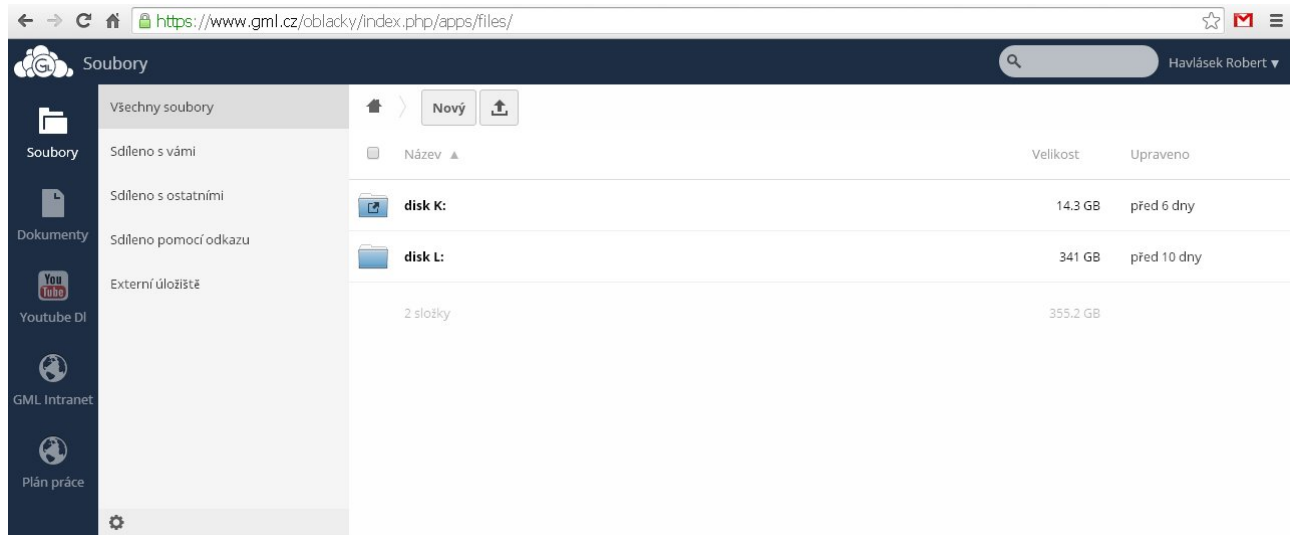 https://www.gml.cz/oblacky/index.php/apps/files/
GL Soubory Havlásek Robert ▾
Soubory
Dokumenty
You Tube
Youtube Dl
GML Intranet
Plán práce
Všechny soubory
Sdíleno s vámi
Sdíleno s ostatními
Sdíleno pomocí odkazu
Externí úložiště
Nový
Název ▲ Velikost Upraveno
disk K: 14.3 GB před 6 dny
disk L: 341 GB před 10 dny
2 složky 355.2 GB